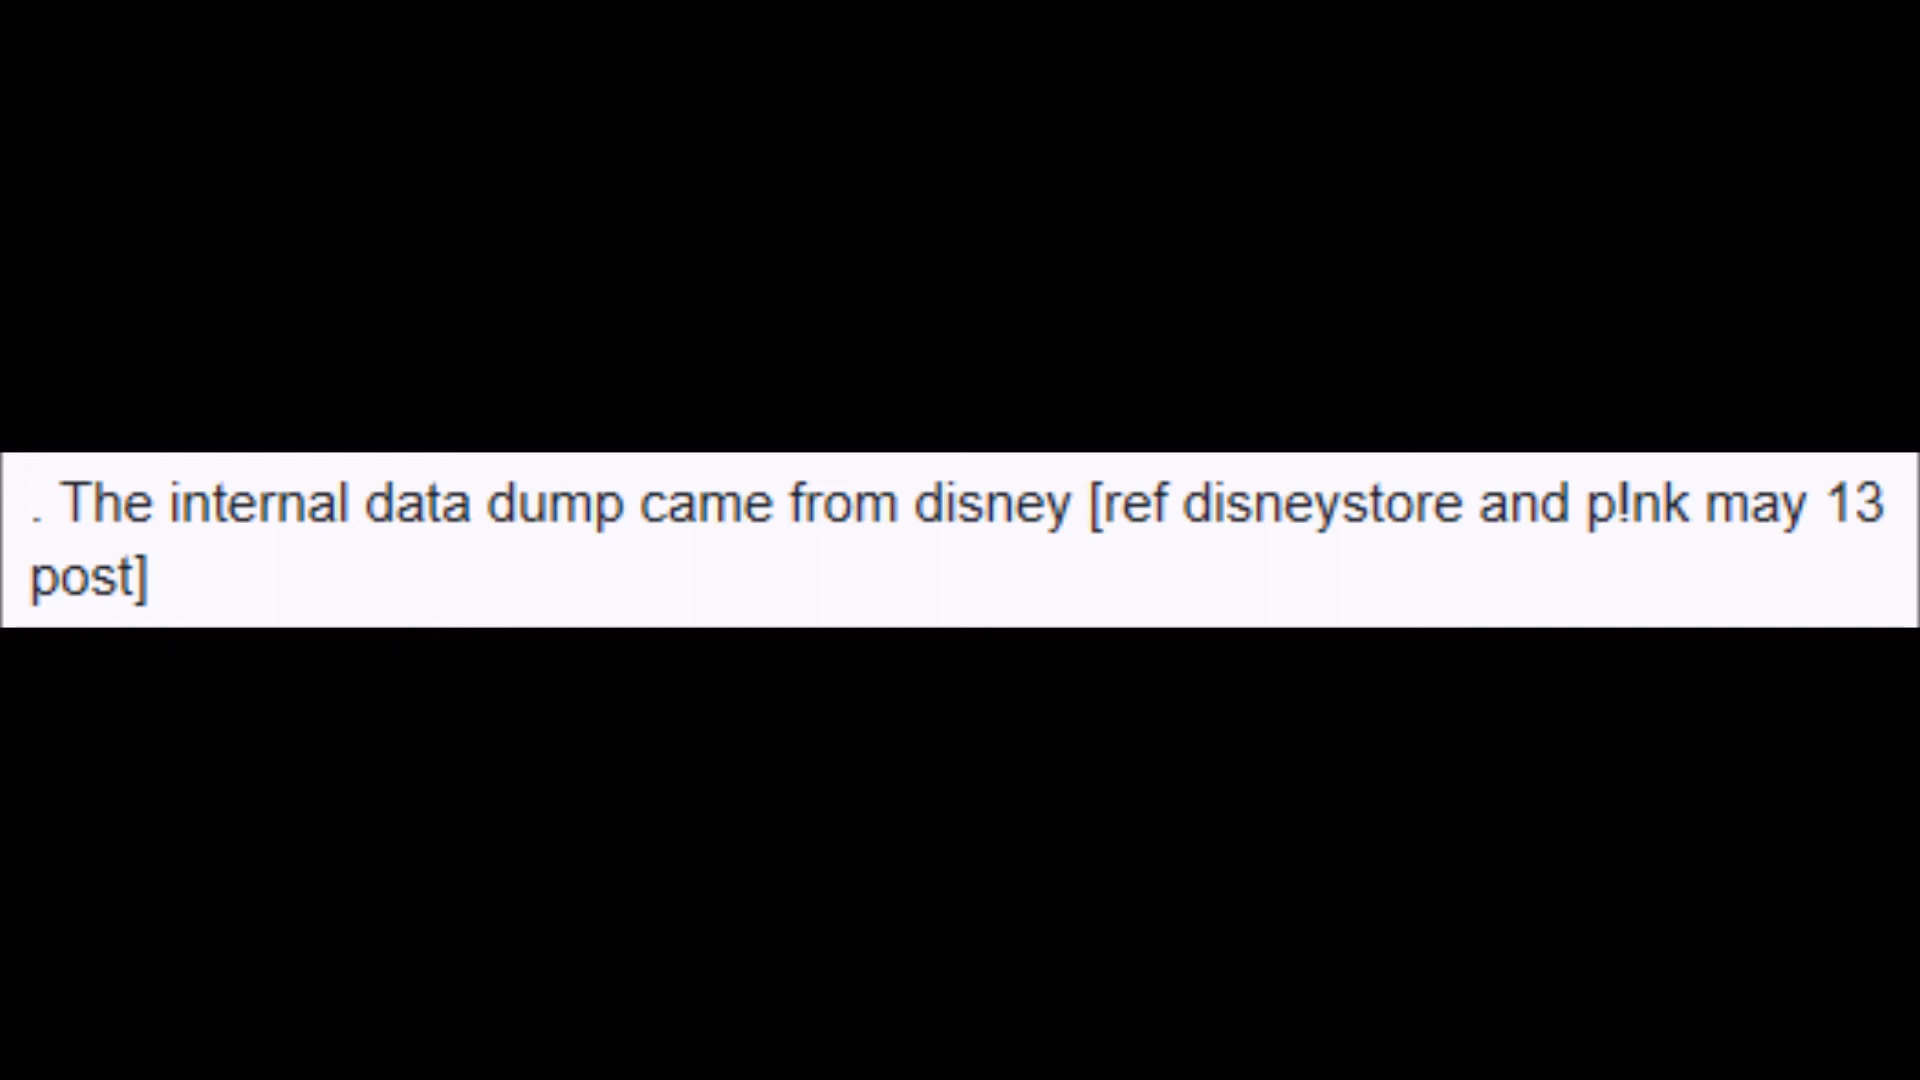 . The internal data dump came from disney [ref disneystore and p!nk may 13
post]